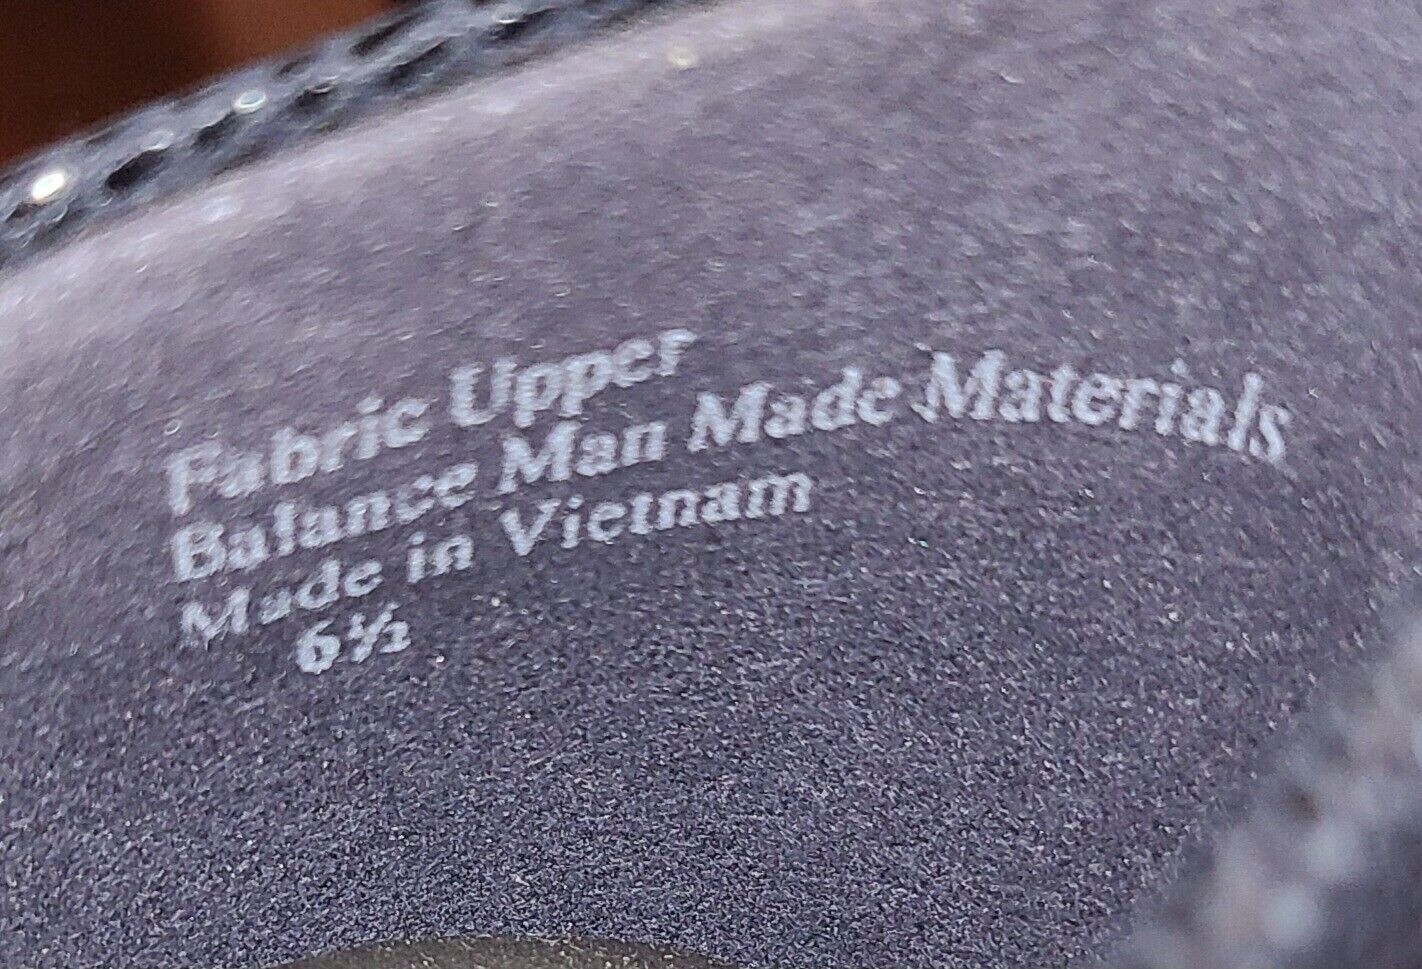 Fabric Upper
Balance Man Made Materials
Made in Vietnam
6½